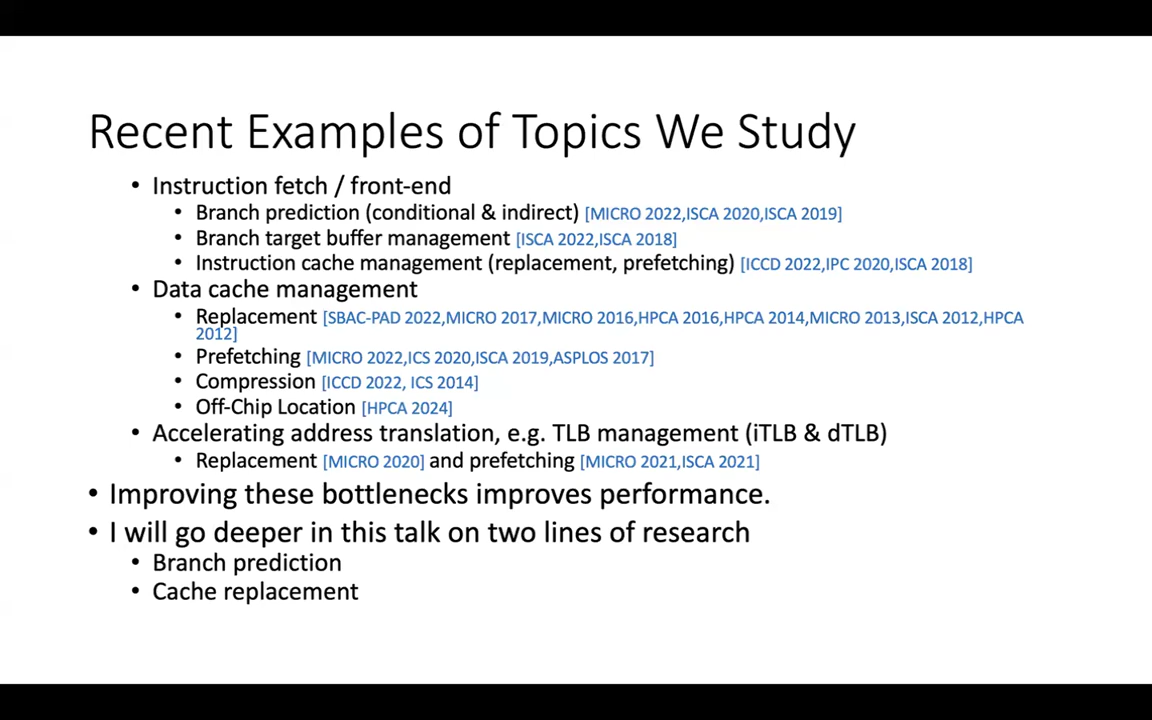 Recent Examples of Topics We Study
• Instruction fetch / front-end
• Branch prediction (conditional & indirect) [MICRO 2022,ISCA 2020,ISCA 2019]
• Branch target buffer management [ISCA 2022,ISCA 2018]
• Instruction cache management (replacement, prefetching) [ICCD 2022,IPC 2020,ISCA 2018]
• Data cache management
• Replacement [SBAC-PAD 2022,MICRO 2017,MICRO 2016,HPCA 2016,HPCA 2014,MICRO 2013,ISCA 2012,HPCA
2012]
• Prefetching [MICRO 2022,ICS 2020,ISCA 2019,ASPLOS 2017]
• Compression [ICCD 2022, ICS 2014]
• Off-Chip Location [HPCA 2024]
• Accelerating address translation, e.g. TLB management (iTLB & dTLB)
• Replacement [MICRO 2020] and prefetching [MICRO 2021,ISCA 2021]
• Improving these bottlenecks improves performance.
• I will go deeper in this talk on two lines of research
• Branch prediction
• Cache replacement